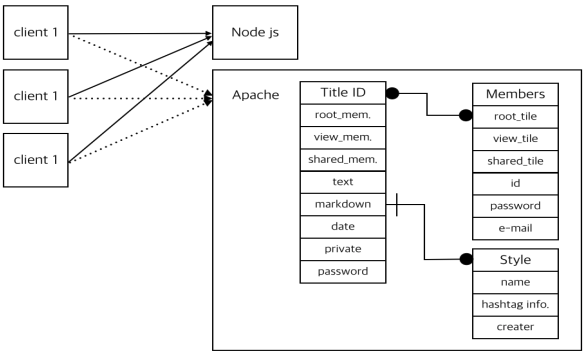 client 1
client 1
client 1
Node js
Apache
Title ID
root_mem.
view_mem.
shared_mem.
text
markdown
date
private
password
Members
root_tile
view_tile
shared_tile
id
password
e-mail
Style
name
hashtag info.
creater